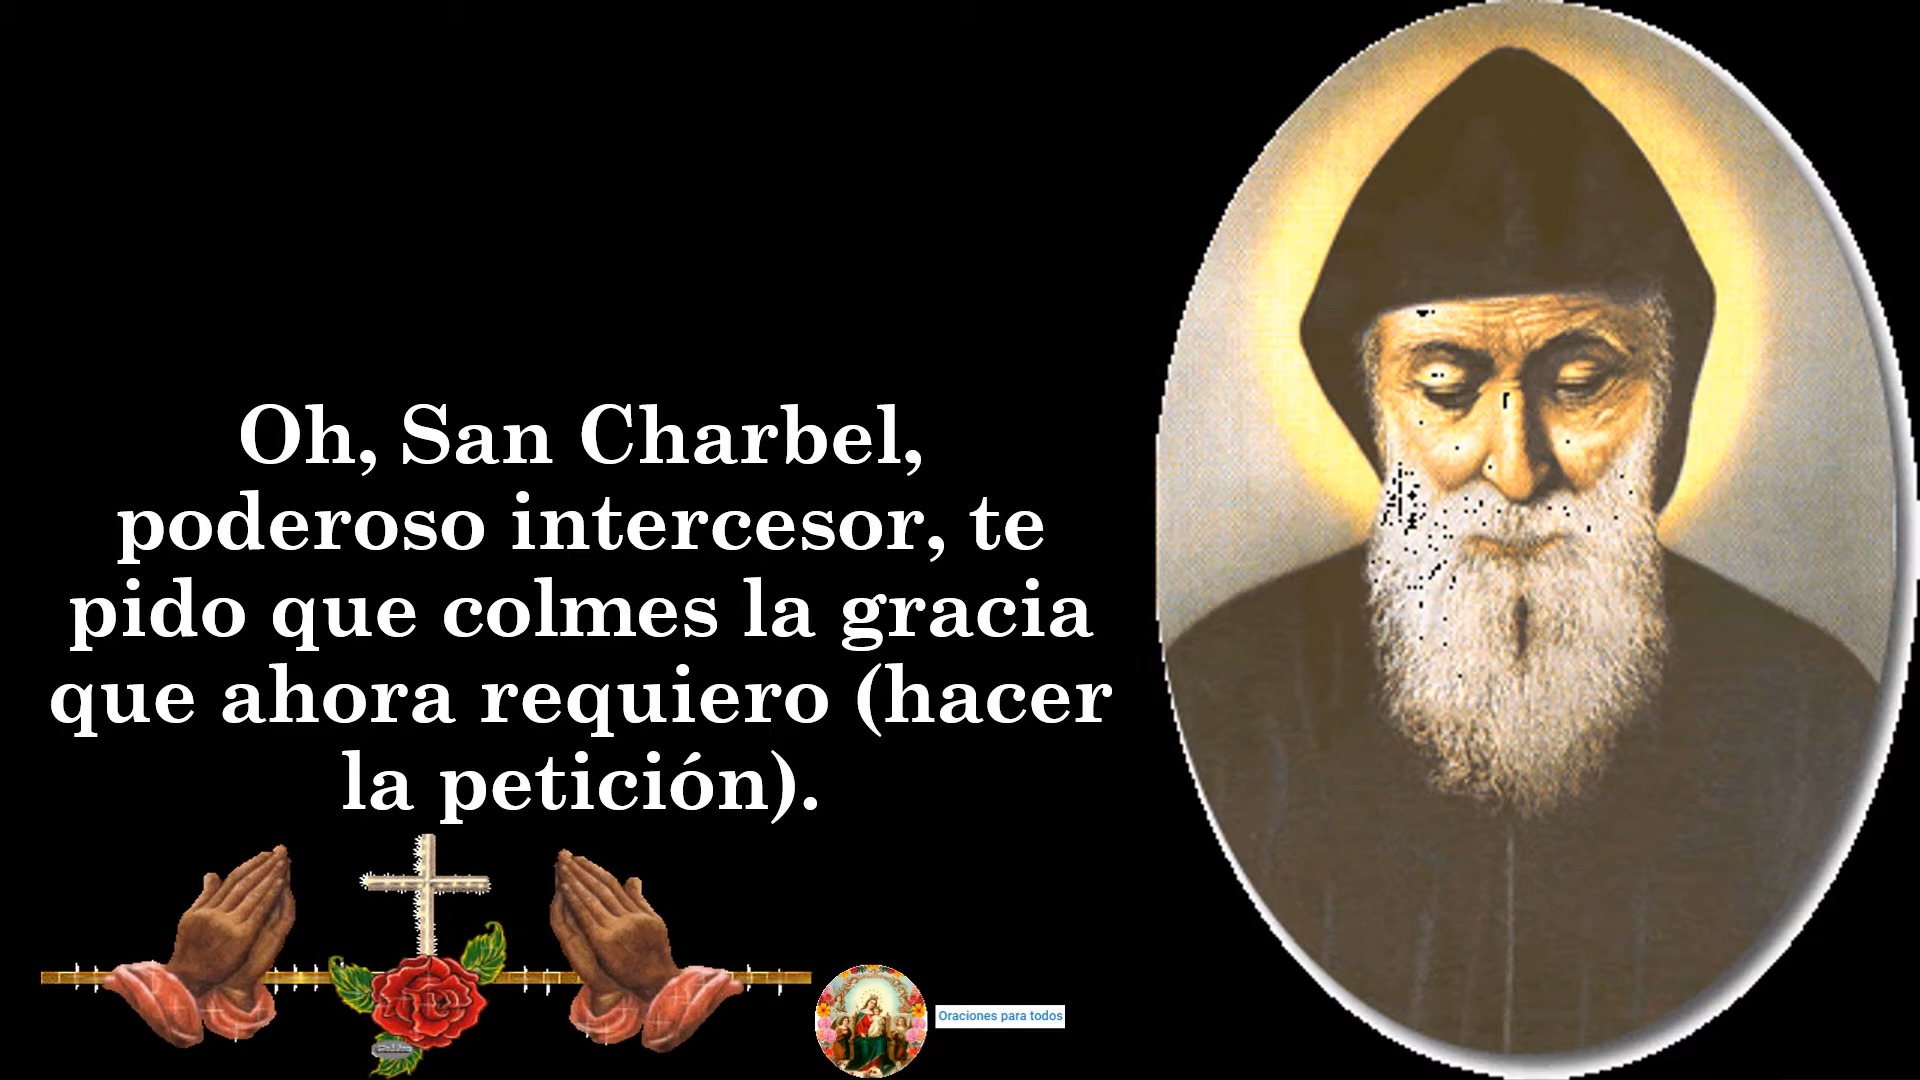 Oh, San Charbel,
poderoso intercesor, te
pido que colmes la gracia
que ahora requiero (hacer
la petición).
Oraciones para todos